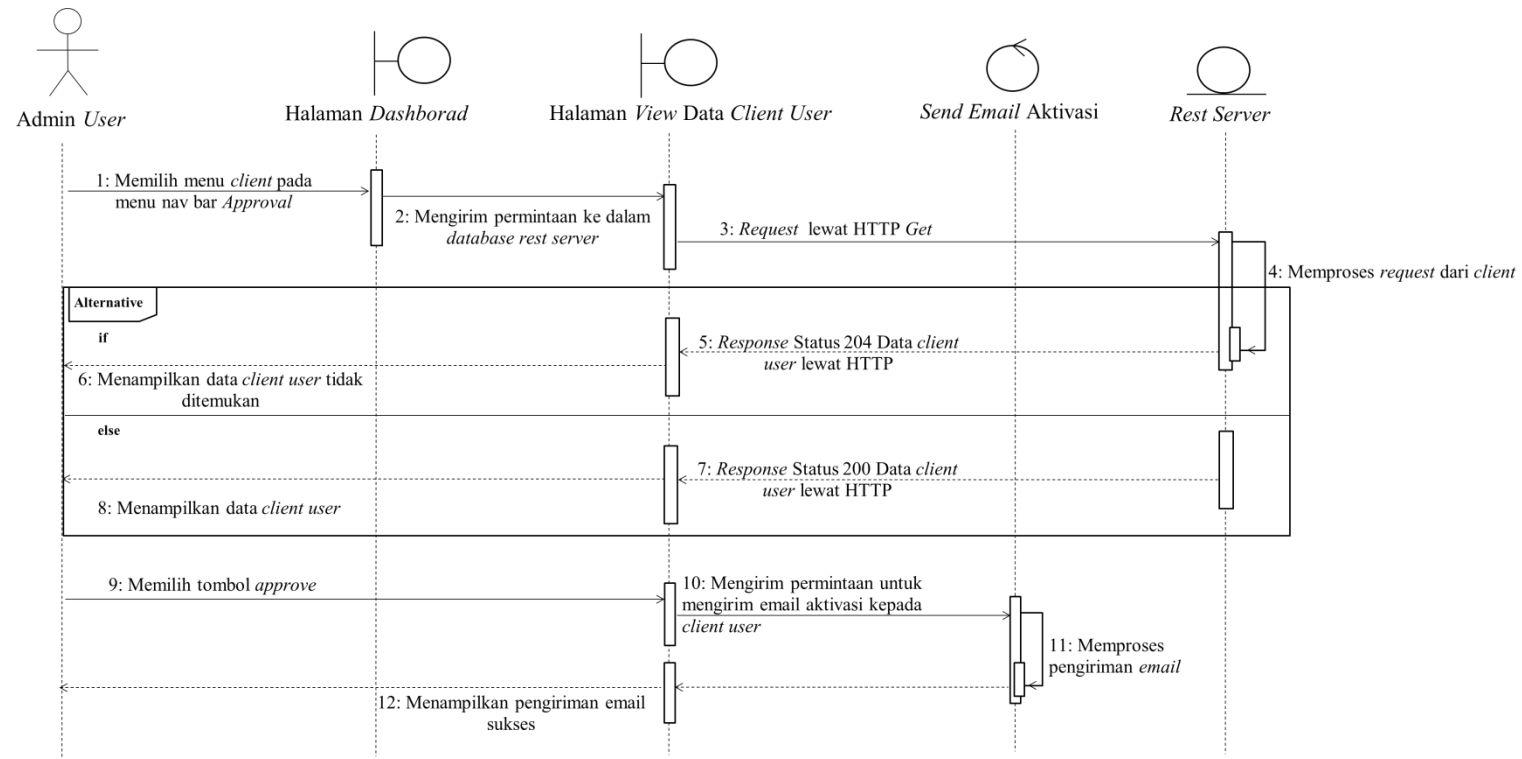 Admin User
Halaman Dashborad
Halaman View Data Client User
Send Email Aktivasi
Rest Server
1: Memilih menu client pada
menu nav bar Approval
2: Mengirim permintaan ke dalam
database rest server
3: Request lewat HTTP Get
4: Memproses request dari client
Alternative
if
5: Response Status 204 Data client
user lewat HTTP
6: Menampilkan data client user tidak
ditemukan
else
7: Response Status 200 Data client
user lewat HTTP
8: Menampilkan data client user
9: Memilih tombol approve
10: Mengirim permintaan untuk
mengirim email aktivasi kepada
client user
11: Memproses
pengiriman email
12: Menampilkan pengiriman email
sukses